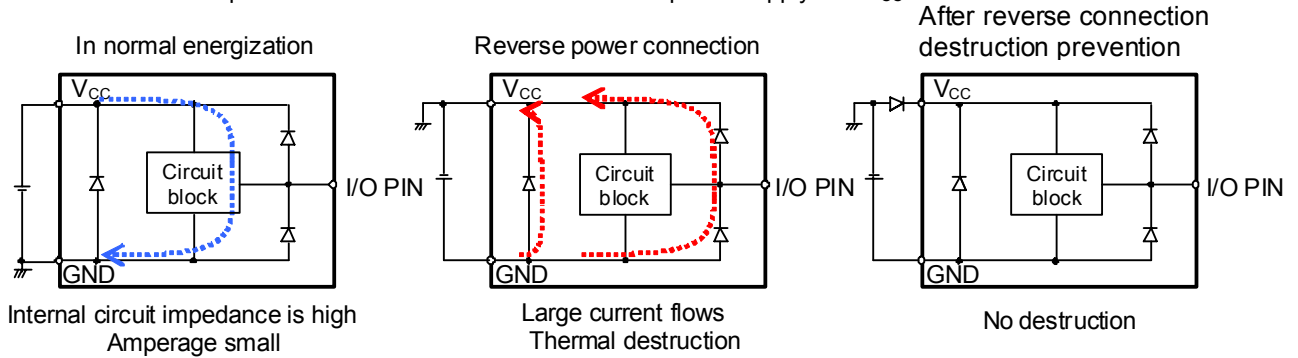 In normal energization
VCC
Circuit
block
I/O PIN
GND
Internal circuit impedance is high
Amperage small
Reverse power connection
VCC
Circuit
block
I/O PIN
GND
Large current flows
Thermal destruction
After reverse connection
destruction prevention
VCC
Circuit
block
I/O PIN
GND
No destruction